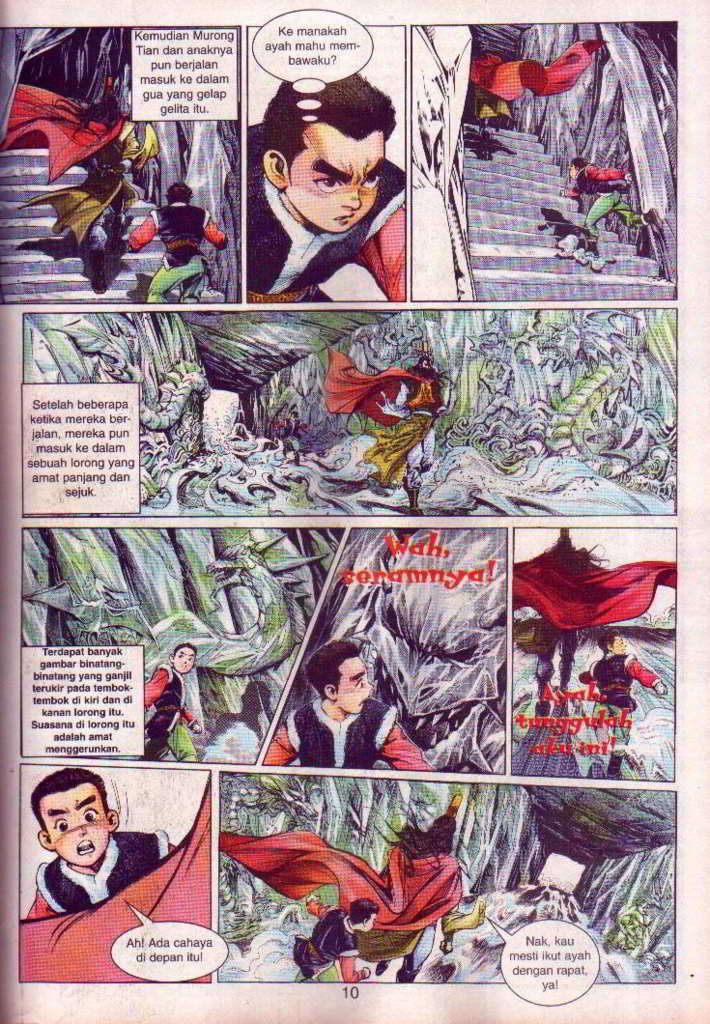 Kemudian Murong
Tian dan anaknya
pun berjalan
masuk ke dalam
gua yang gelap
gelita itu.
Ke manakah
ayah mahu mem-
bawaku?
Setelah beberapa
ketika mereka ber-
jalan, mereka pun
masuk ke dalam
sebuah lorong yang
amat panjang dan
sejuk.
Terdapat banyak
gambar binatang-
binatang yang ganjil
terukir pada tembok-
tembok di kiri dan di
kanan lorong itu.
Suasana di lorong itu
adalah amat
menggerunkan.
Wah,
seramnya!
Ayah,
tunggulah
aku ini!
Ah! Ada cahaya
di depan itu!
Nak, kau
mesti ikut ayah
dengan rapat,
ya!
10